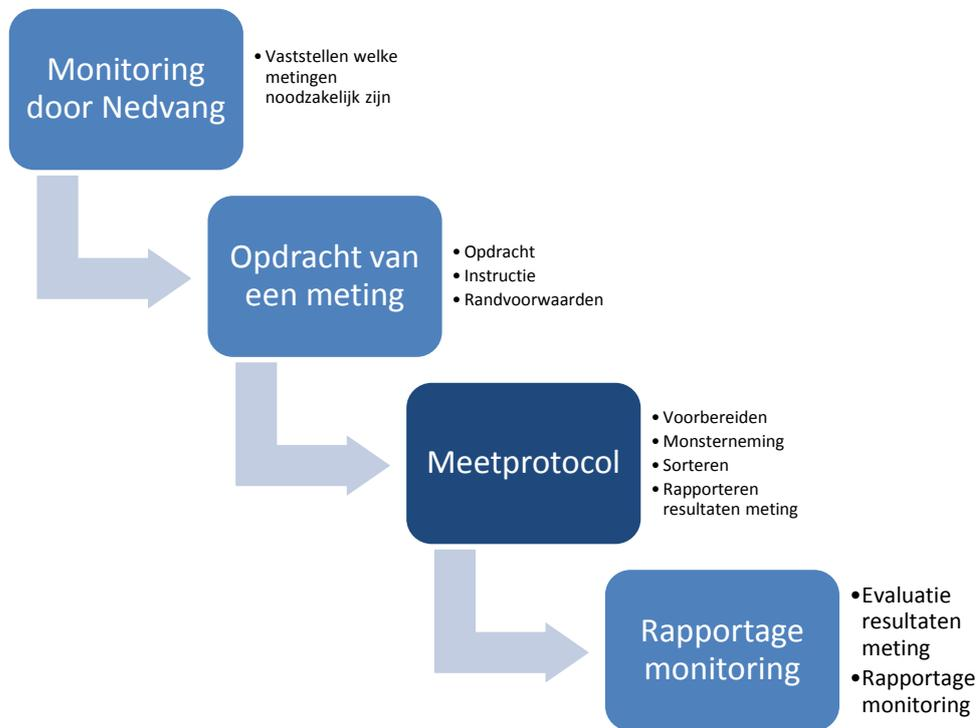 Monitoring
door Nedvang
• Vaststellen welke
metingen
noodzakelijk zijn
Opdracht van
een meting
• Opdracht
• Instructie
• Randvoorwaarden
Meetprotocol
• Voorbereiden
• Monsterneming
• Sorteren
• Rapporteren
resultaten meting
Rapportage
monitoring
• Evaluatie
resultaten
meting
• Rapportage
monitoring